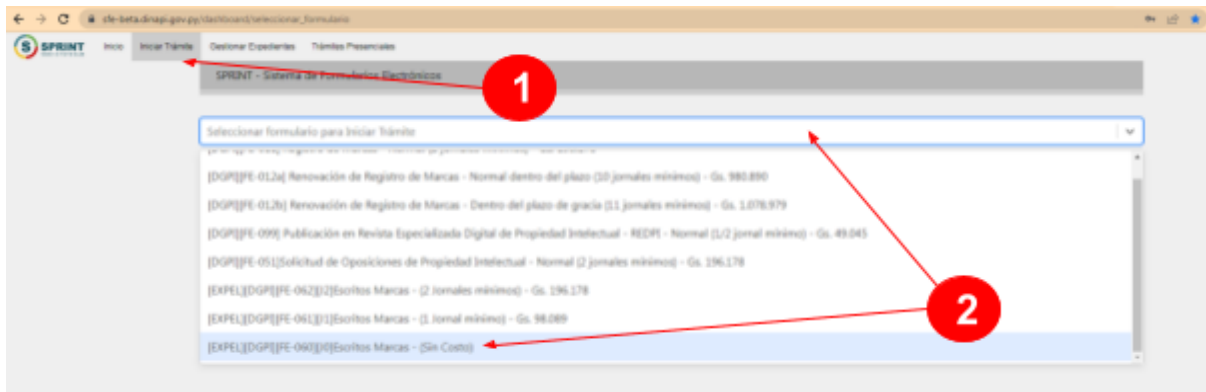 sfe-beta.dinapi.gov.py/dashboard/seleccionar_formulario
SPRINT Inicio Iniciar Trámite Gestionar Expedientes Trámites Presenciales
SPRINT - Sistema de Formularios Electrónicos
1
Seleccionar formulario para Iniciar Trámite
[DGPI][FE-012a] Renovación de Registro de Marcas - Normal dentro del plazo (10 jornales mínimos) - Gs. 980.890
[DGPI][FE-012b] Renovación de Registro de Marcas - Dentro del plazo de gracia (11 jornales mínimos) - Gs. 1.078.979
[DGPI][FE-099] Publicación en Revista Especializada Digital de Propiedad Intelectual - REDPI - Normal (1/2 jornal mínimo) - Gs. 49.045
[DGPI][FE-051]Solicitud de Oposiciones de Propiedad Intelectual - Normal (2 jornales mínimos) - Gs. 196.178
[EXPEL][DGPI][FE-062][J2]Escritos Marcas - (2 Jornales mínimos) - Gs. 196.178
2
[EXPEL][DGPI][FE-061][J1]Escritos Marcas - (1 Jornal mínimo) - Gs. 98.089
[EXPEL][DGPI][FE-060][J0]Escritos Marcas - (Sin Costo)